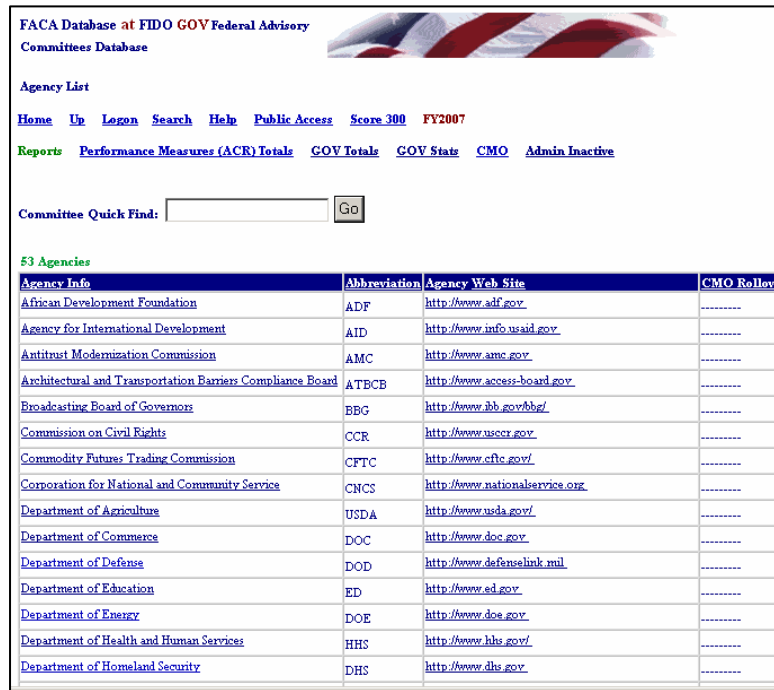 FACA Database at FIDO GOV Federal Advisory
Committees Database
Agency List
Home Up Logon Search Help Public Access Score 300 FY2007
Reports Performance Measures (ACR) Totals GOV Totals GOV Stats CMO Admin Inactive
Committee Quick Find: Go
53 Agencies
Agency Info Abbreviation Agency Web Site CMO Rollov
African Development Foundation ADF http://www.adf.gov ---------
Agency for International Development AID http://www.info.usaid.gov ---------
Antitrust Modernization Commission AMC http://www.amc.gov ---------
Architectural and Transportation Barriers Compliance Board ATBCB http://www.access-board.gov ---------
Broadcasting Board of Governors BBG http://www.ibb.gov/bbg/ ---------
Commission on Civil Rights CCR http://www.usccr.gov ---------
Commodity Futures Trading Commission CFTC http://www.cftc.gov/ ---------
Corporation for National and Community Service CNCS http://www.nationalservice.org ---------
Department of Agriculture USDA http://www.usda.gov/ ---------
Department of Commerce DOC http://www.doc.gov ---------
Department of Defense DOD http://www.defenselink.mil ---------
Department of Education ED http://www.ed.gov ---------
Department of Energy DOE http://www.doe.gov ---------
Department of Health and Human Services HHS http://www.hhs.gov/ ---------
Department of Homeland Security DHS http://www.dhs.gov ---------